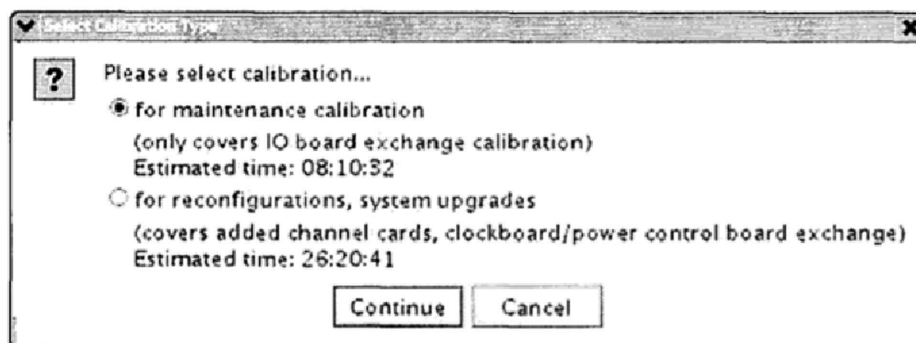 Select Calibration Type
?
Please select calibration...
for maintenance calibration
(only covers IO board exchange calibration)
Estimated time: 08:10:32
for reconfigurations, system upgrades
(covers added channel cards, clockboard/power control board exchange)
Estimated time: 26:20:41
Continue Cancel